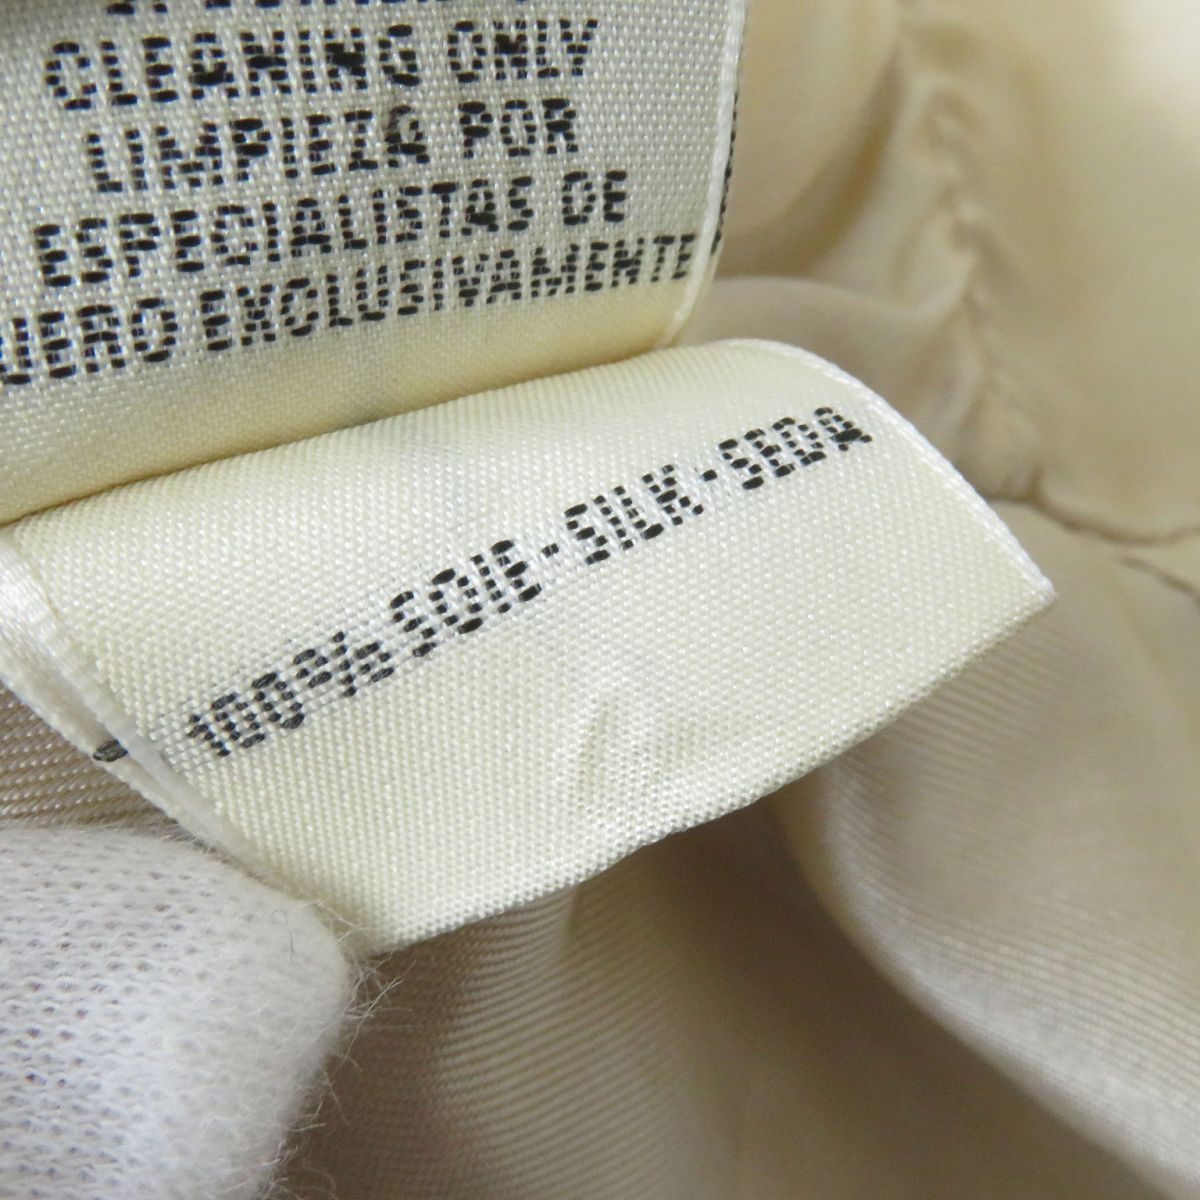 CLEANING ONLY
LIMPIEZA POR
ESPECIALISTAS DE
UERO EXCLUSIVAMENTE
100% SOIE - SILK - SEDA